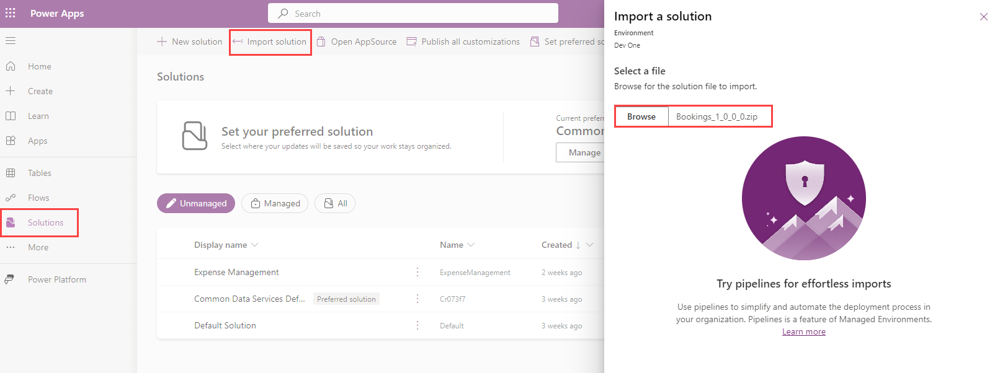 Power Apps
Search
New solution
Import solution
Open AppSource
Publish all customizations
Set preferred sc
Home
Create
Learn
Apps
Tables
Flows
Solutions
More
Power Platform
Solutions
Set your preferred solution
Select where your updates will be saved so your work stays organized.
Current preferr
Common
Manage
Unmanaged
Managed
All
Display name
Name
Created
Expense Management
ExpenseManagement
2 weeks ago
Common Data Services Def...
Preferred solution
Cr073f7
3 weeks ago
Default Solution
Default
3 weeks ago
Import a solution
Environment
Dev One
Select a file
Browse for the solution file to import.
Browse
Bookings_1_0_0_0.zip
Try pipelines for effortless imports
Use pipelines to simplify and automate the deployment process in
your organization. Pipelines is a feature of Managed Environments.
Learn more